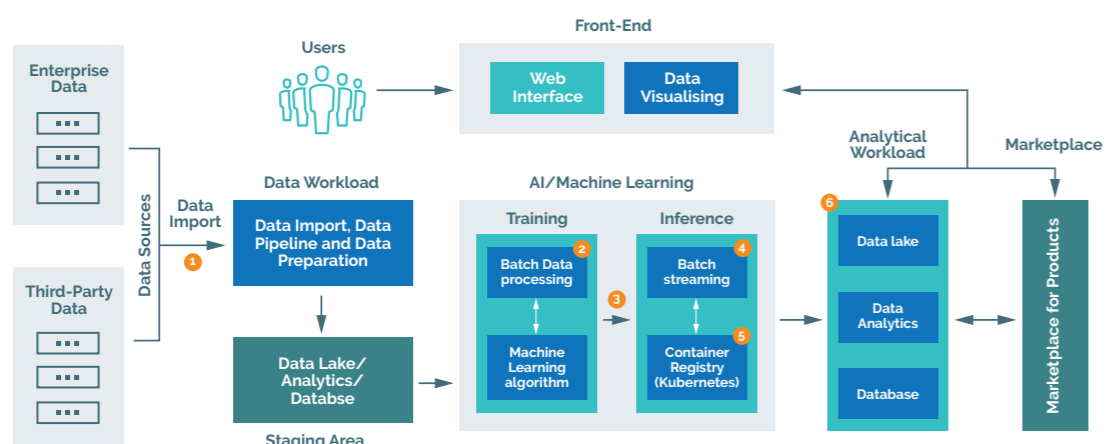 Front-End
Users
Enterprise
Data
Web
Interface
Data
Visualising
Data Sources
Data
Import
1
Third-Party
Data
Data Workload
Data Import, Data
Pipeline and Data
Preparation
Data Lake/
Analytics/
Databse
Staging Area
AI/Machine Learning
Training
2
Batch Data
processing
Machine
Learning
algorithm
3
Inference
4
Batch
streaming
5
Container
Registry
(Kubernetes)
Analytical
Workload
6
Data lake
Data
Analytics
Database
Marketplace
Marketplace for Products